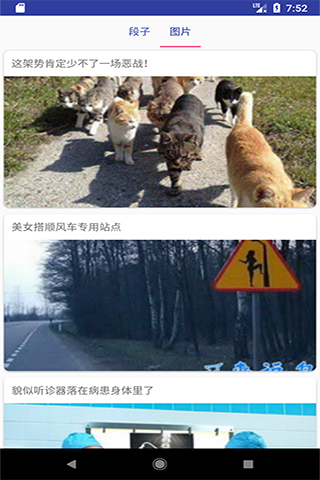 LTE 7:52
段子 图片
这架势肯定少不了一场恶战！
美女搭顺风车专用站点
貌似听诊器落在病患身体里了